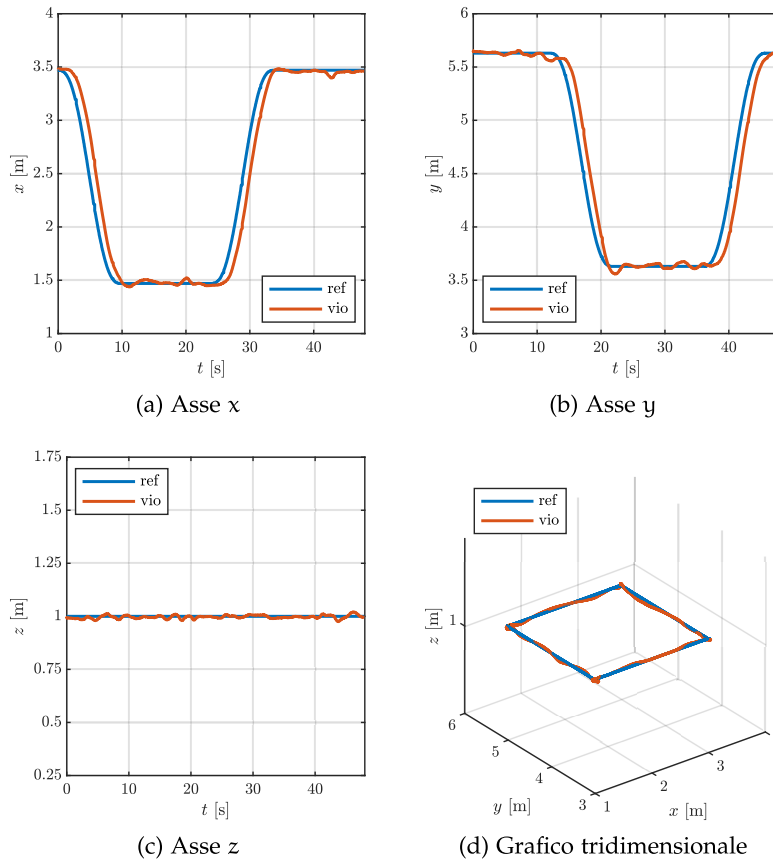 4
3.5
3
2.5
2
1.5
1
x [m]
ref
vio
0 10 20 30 40
t [s]
(a) Asse x
6
5.5
5
4.5
4
3.5
3
y [m]
ref
vio
0 20 40
t [s]
(b) Asse y
1.75
1.5
1.25
1
0.75
0.5
0.25
z [m]
ref
vio
0 10 20 30 40
t [s]
(c) Asse z
ref
vio
z [m]
1
6
5
4
3
y [m]
1
2
3
x [m]
(d) Grafico tridimensionale